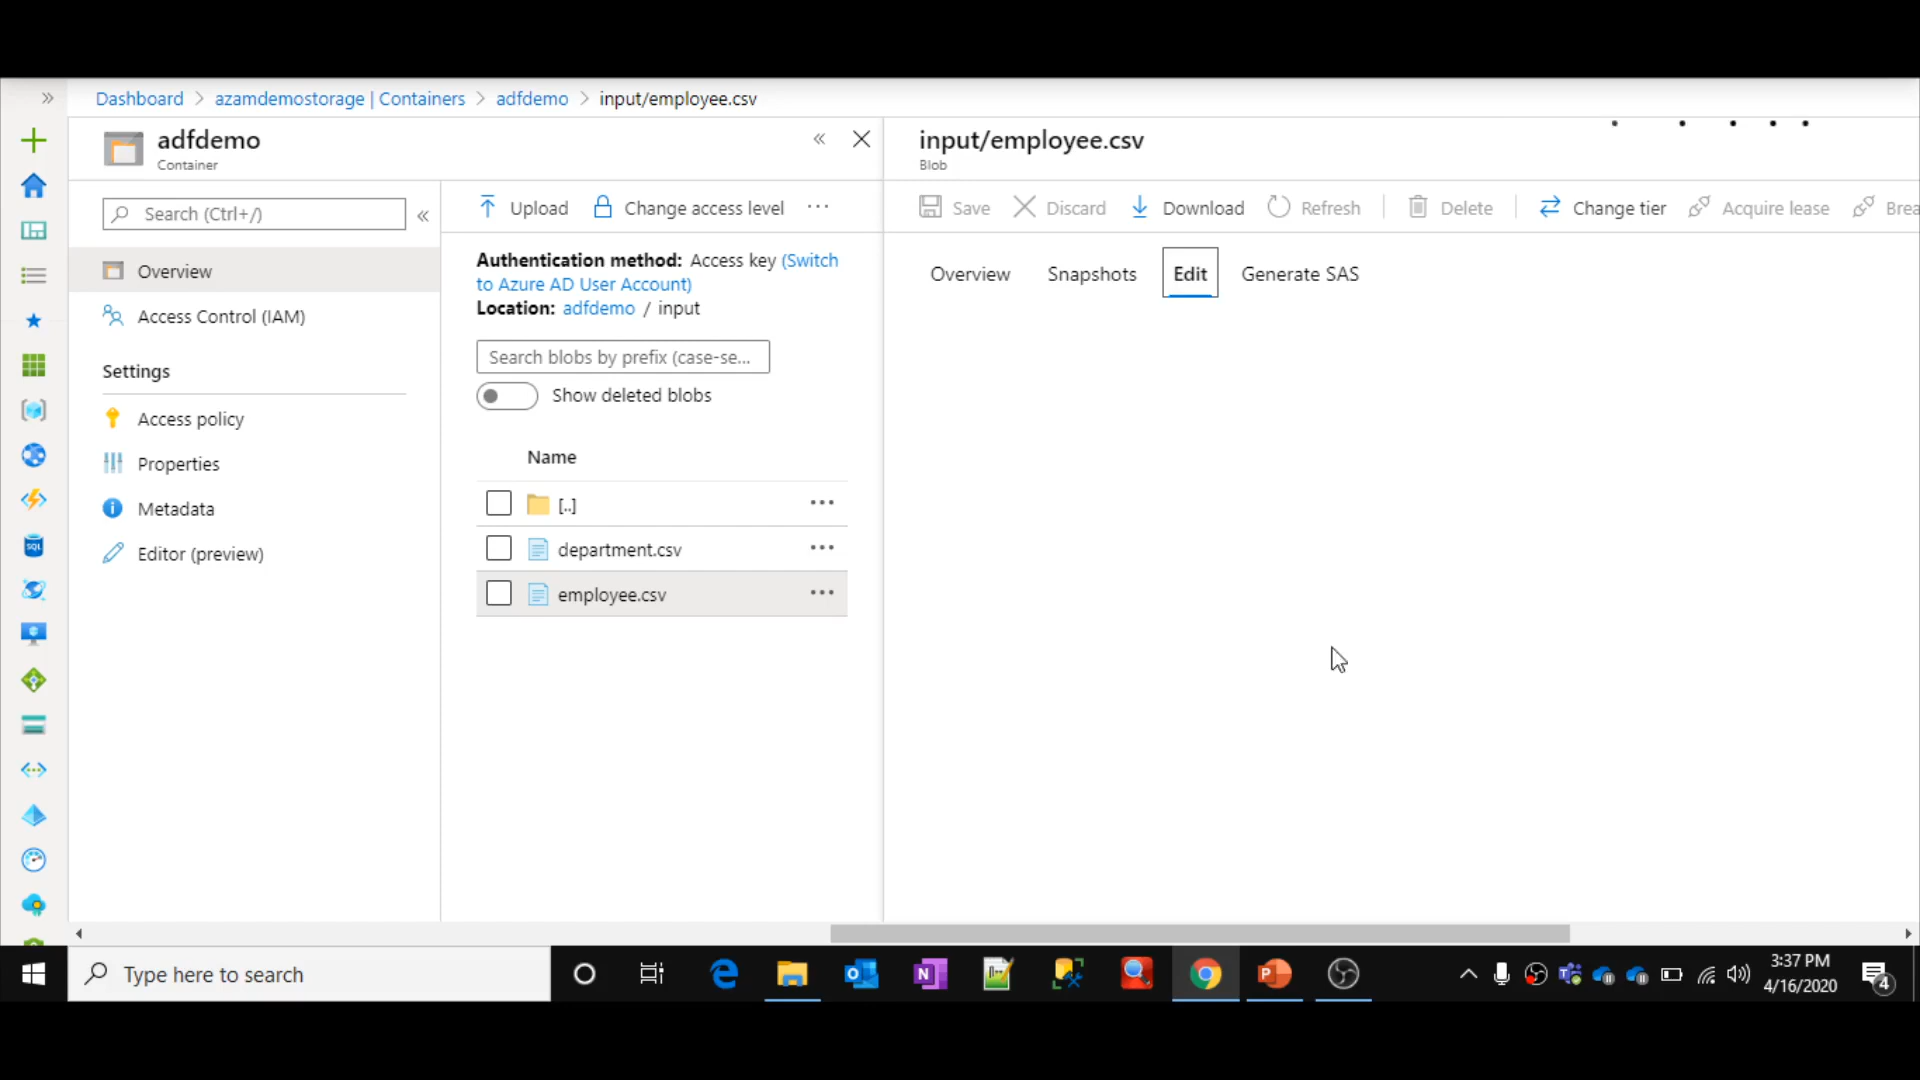 Dashboard > azamdemostorage | Containers > adfdemo > input/employee.csv
adfdemo
Container
Search (Ctrl+/)
Overview
Access Control (IAM)
Settings
Access policy
Properties
Metadata
Editor (preview)
Upload
Change access level
Authentication method: Access key (Switch
to Azure AD User Account)
Location: adfdemo / input
Search blobs by prefix (case-se...
Show deleted blobs
Name
[..]
department.csv
employee.csv
input/employee.csv
Blob
Save
Discard
Download
Refresh
Delete
Change tier
Acquire lease
Brea
Overview
Snapshots
Edit
Generate SAS
SQL
Type here to search
3:37 PM
4/16/2020
4